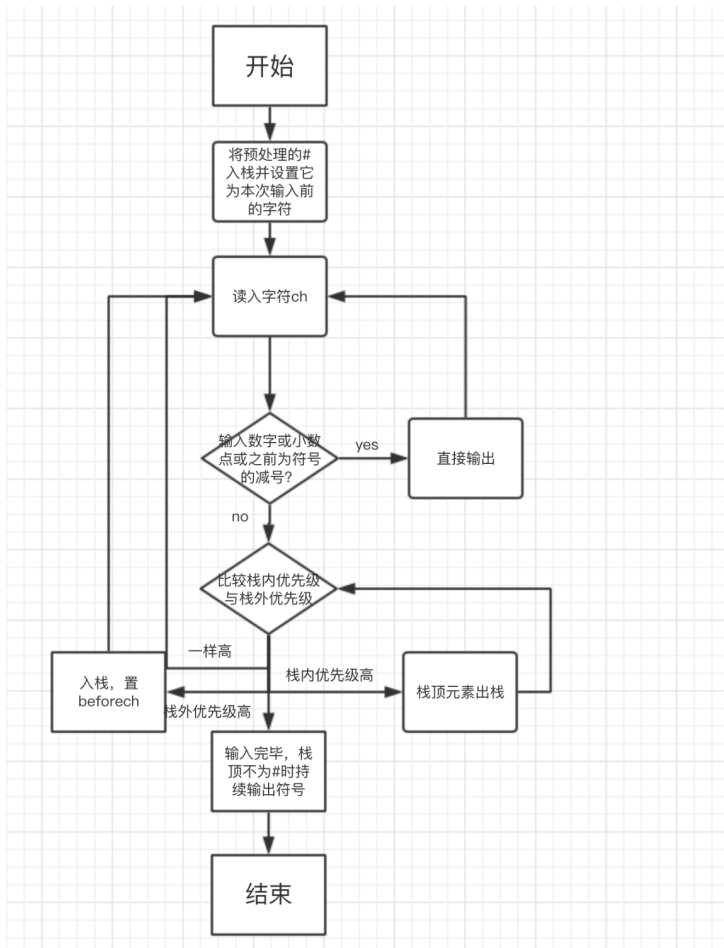 开始
将预处理的#
入栈并设置它
为本次输入前
的字符
读入字符ch
输入数字或小数
点或之前为符号
的减号?
yes
直接输出
no
比较栈内优先级
与栈外优先级
一样高
栈内优先级高
入栈，置
beforech
栈顶元素出栈
栈外优先级高
输入完毕，栈
顶不为#时持
续输出符号
结束